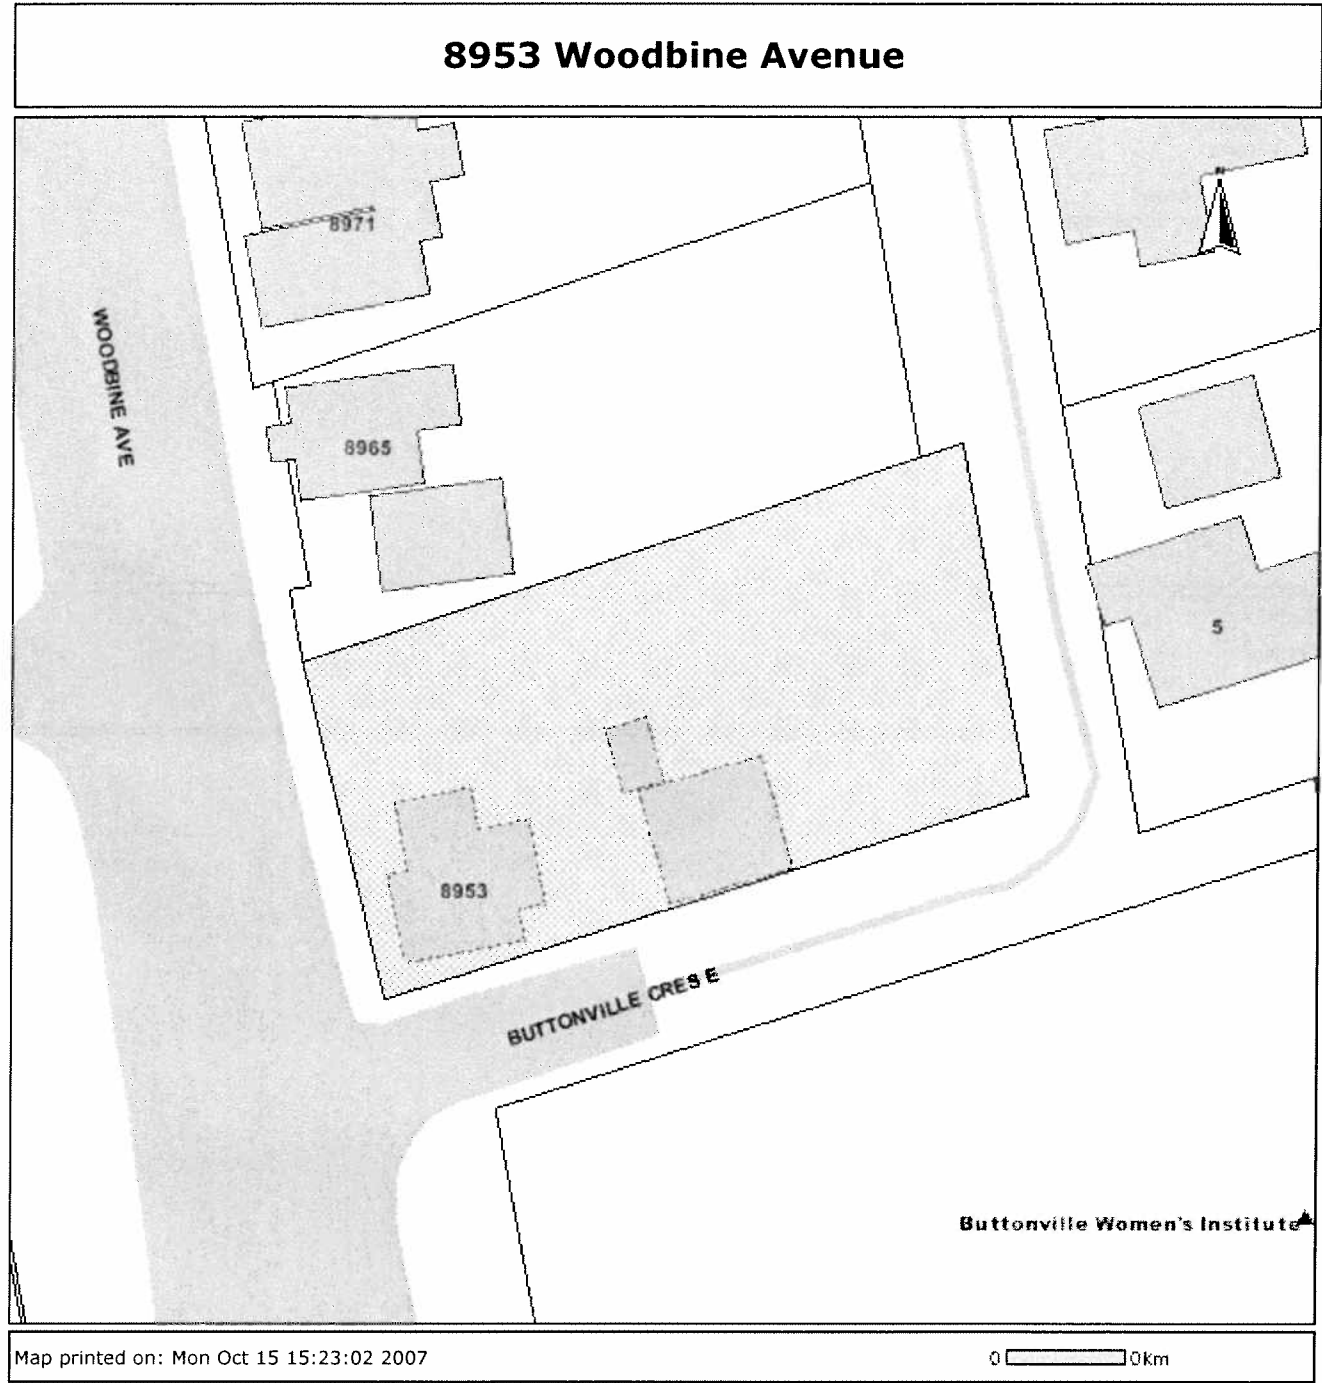 8953 Woodbine Avenue
N
8971
WOODBINE AVE
8965
5
8953
BUTTONVILLE CRES E
Buttonville Women's Institute
Map printed on: Mon Oct 15 15:23:02 2007
0 0km